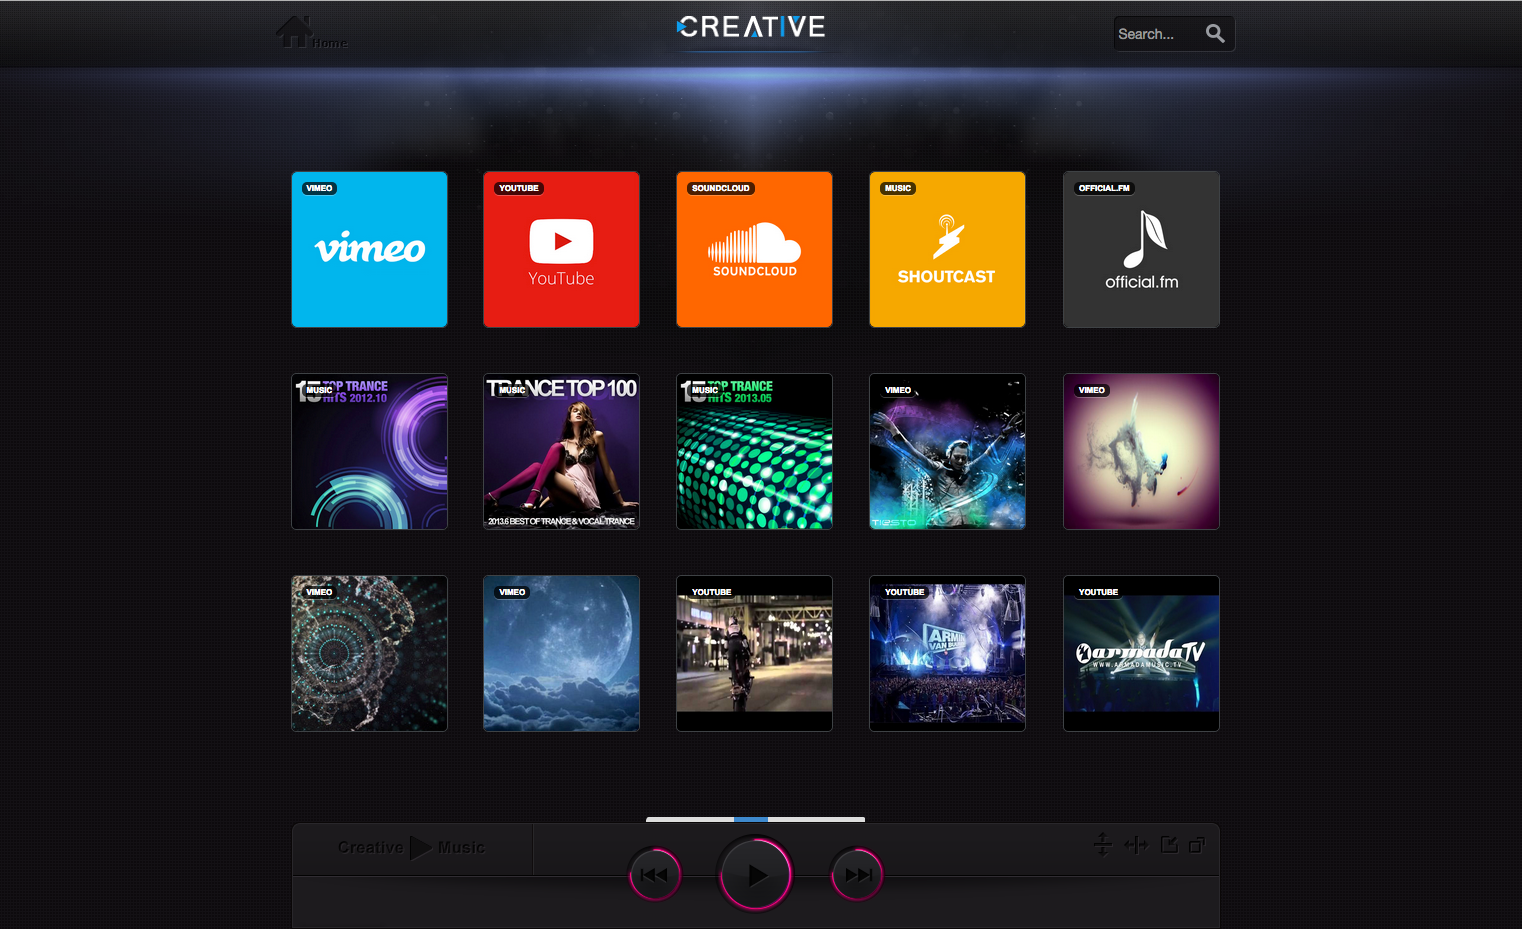 Home
CREATIVE
Search...
VIMEO
vimeo
YOUTUBE
YouTube
SOUNDCLOUD
SOUNDCLOUD
MUSIC
SHOUTCAST
OFFICIAL.FM
official.fm
MUSIC
15 TOP TRANCE
HITS 2012.10
MUSIC
TRANCE TOP 100
2013.6 BEST OF TRANCE & VOCAL TRANCE
MUSIC
15 TOP TRANCE
HITS 2013.05
VIMEO
TIËSTO
VIMEO
VIMEO
VIMEO
YOUTUBE
YOUTUBE
ARMIN
VAN BUU
YOUTUBE
armadaTV
WWW.ARMADAMUSIC.TV
Creative Music